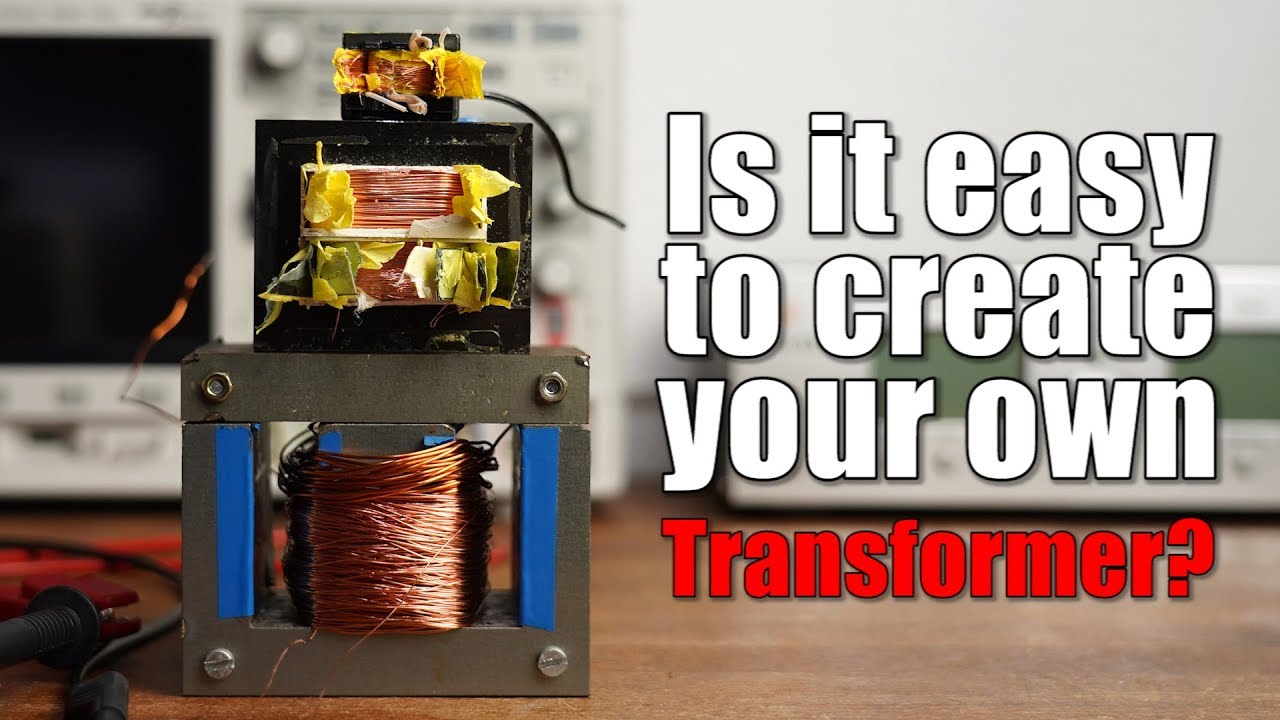 Is it easy
to create
your own
Transformer?